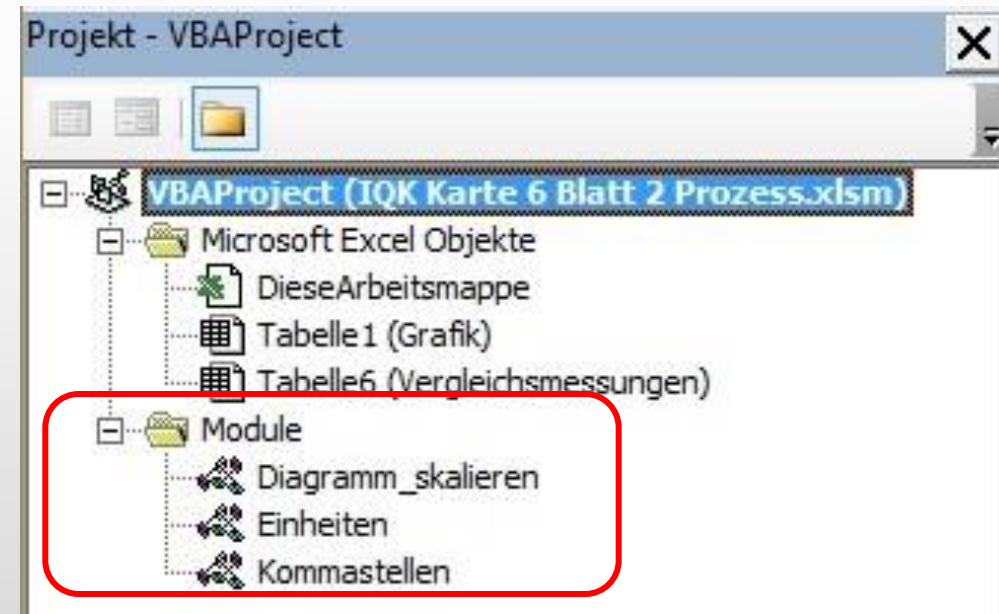 Projekt - VBAProject
VBAProject (IQK Karte 6 Blatt 2 Prozess.xlsm)
Microsoft Excel Objekte
DieseArbeitsmappe
Tabelle1 (Grafik)
Tabelle6 (Vergleichsmessungen)
Module
Diagramm_skalieren
Einheiten
Kommastellen